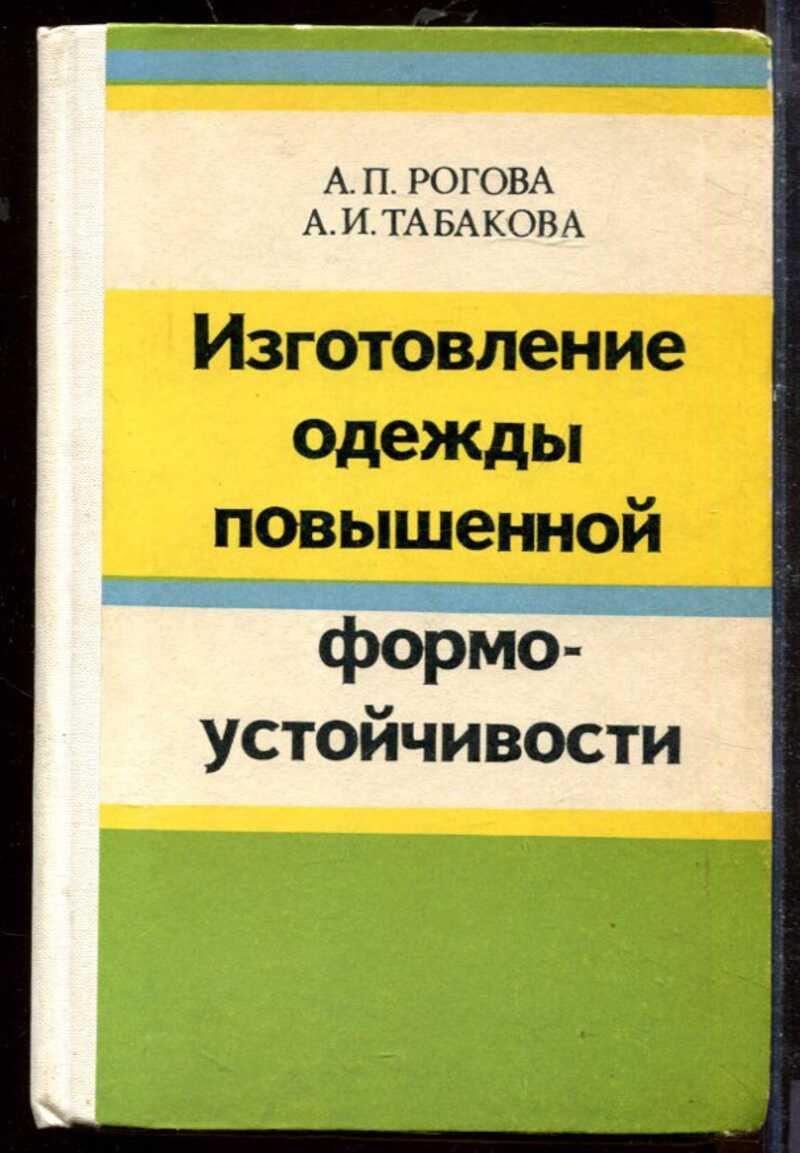 А. П. РОГОВА
А. И. ТАБАКОВА
Изготовление
одежды
повышенной
формо-
устойчивости